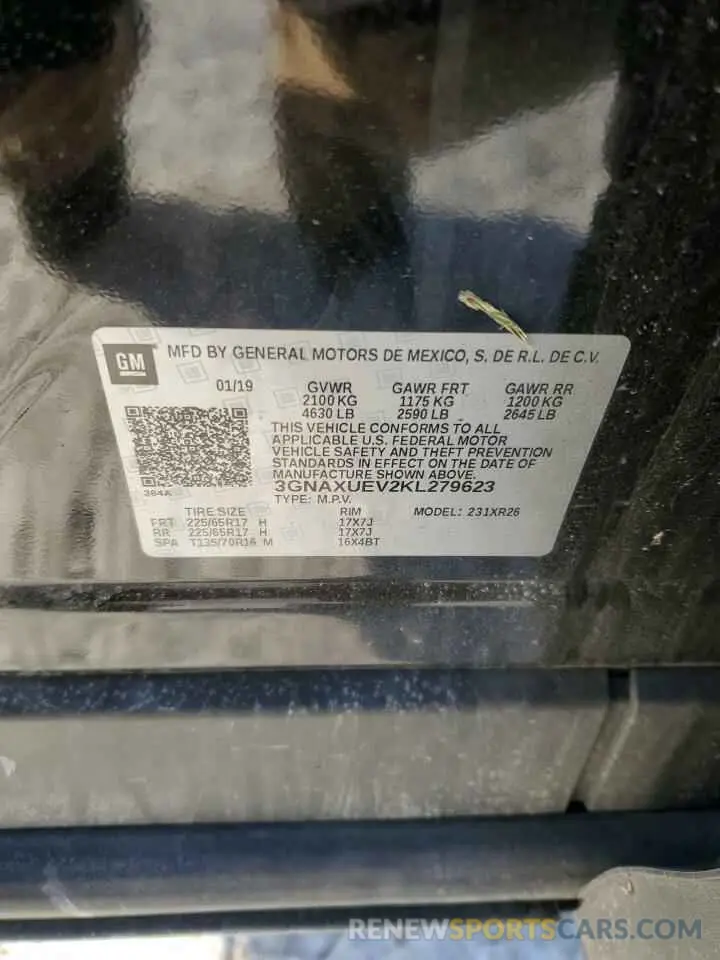 GM MFD BY GENERAL MOTORS DE MEXICO, S. DE R.L. DE C.V.
01/19 GVWR GAWR FRT GAWR RR
2100 KG 1175 KG 1200 KG
4630 LB 2590 LB 2645 LB
THIS VEHICLE CONFORMS TO ALL
APPLICABLE U.S. FEDERAL MOTOR
VEHICLE SAFETY AND THEFT PREVENTION
STANDARDS IN EFFECT ON THE DATE OF
MANUFACTURE SHOWN ABOVE.
3GNAXUEV2KL279623
384A TYPE: M.P.V.
TIRE SIZE RIM MODEL: 231XR26
FRT 225/65R17 H 17X7J
RR 225/65R17 H 17X7J
SPA T135/70R16 M 16X4BT
RENEWSPORTSCARS.COM